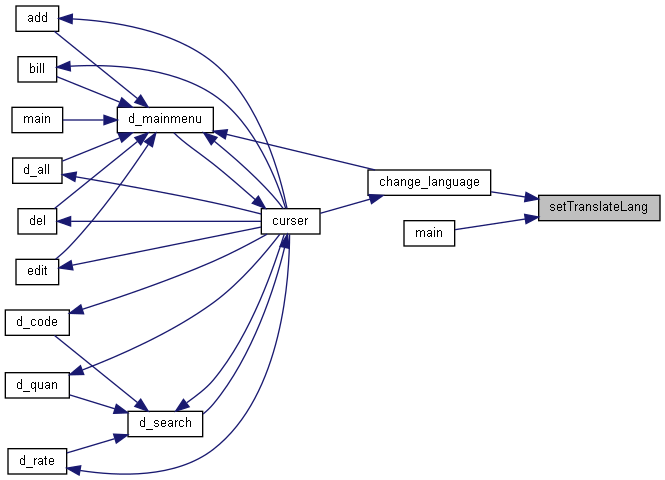 add
bill
main
d_mainmenu
d_all
change_language
setTranslateLang
del
curser
main
edit
d_code
d_quan
d_search
d_rate